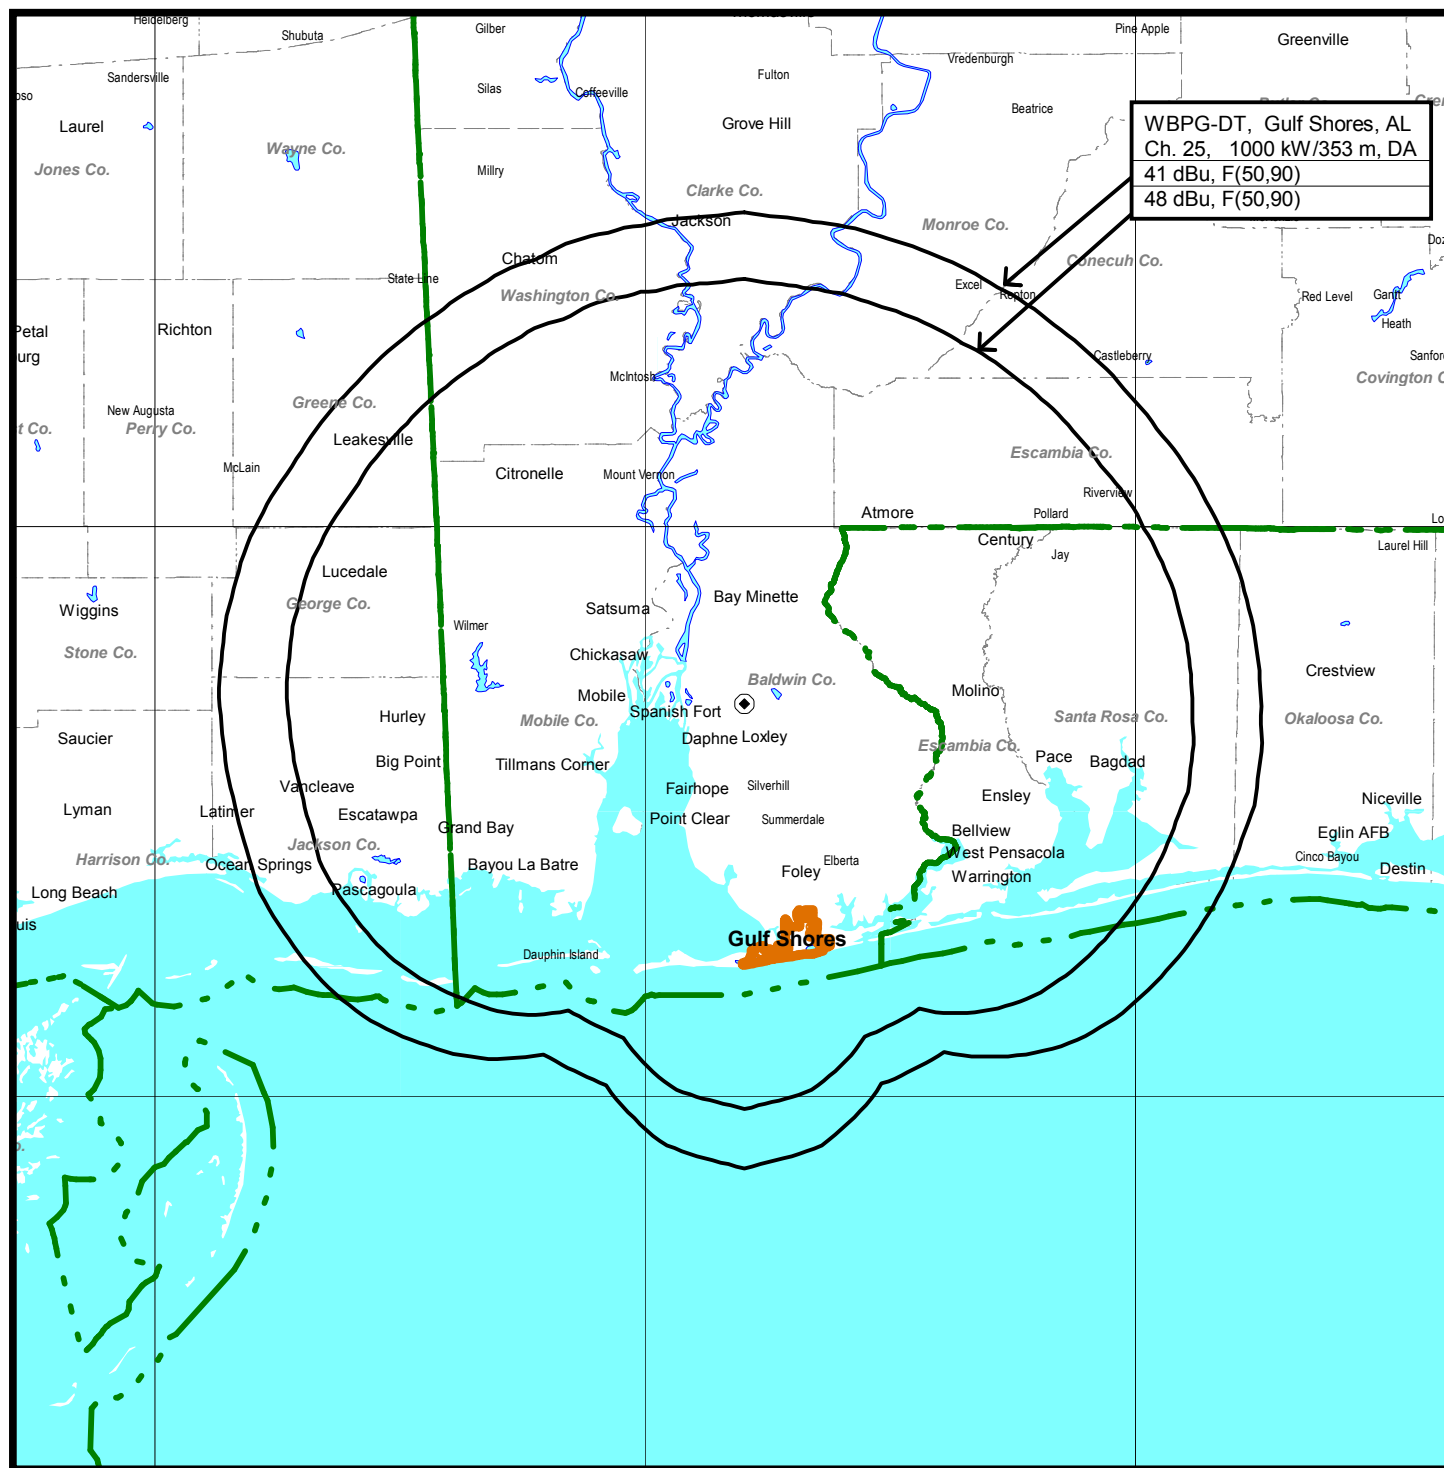 Heidelberg
Shubuta
Gilber
Pine Apple
Greenville
Vredenburgh
Sandersville
Silas
Coffeeville
Fulton
Beatrice
WBPG-DT, Gulf Shores, AL
Ch. 25, 1000 kW/353 m, DA
41 dBu, F(50,90)
48 dBu, F(50,90)
oso
Laurel
Grove Hill
Wayne Co.
Jones Co.
Millry
Clarke Co.
Jackson
Monroe Co.
Conecuh Co.
Doz
Chatom
State Line
Washington Co.
Excel
Repton
Red Level
Gantt
Heath
Petal
urg
Richton
Castleberry
Sanfor
McIntosh
Covington C
Greene Co.
New Augusta
Perry Co.
t Co.
Leakesville
McLain
Citronelle
Mount Vernon
Escambia Co.
Riverview
Atmore
Pollard
Lo
Century
Jay
Laurel Hill
Lucedale
George Co.
Bay Minette
Satsuma
Wiggins
Wilmer
Stone Co.
Chickasaw
Crestview
Mobile
Baldwin Co.
Molino
Hurley
Mobile Co.
Spanish Fort
Santa Rosa Co.
Okaloosa Co.
Saucier
Daphne
Loxley
Escambia Co.
Big Point
Tillmans Corner
Pace
Bagdad
Vancleave
Fairhope
Silverhill
Ensley
Niceville
Lyman
Latimer
Escatawpa
Point Clear
Summerdale
Grand Bay
Bellview
Eglin AFB
Jackson Co.
West Pensacola
Harrison Co.
Ocean Springs
Bayou La Batre
Elberta
Cinco Bayou
Foley
Warrington
Destin
Long Beach
Pascagoula
uis
Gulf Shores
Dauphin Island
o.